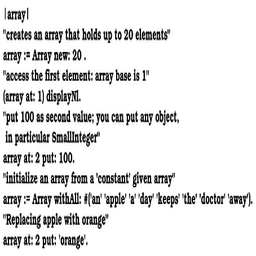 |array|
"creates an array that holds up to 20 elements"
array := Array new: 20 .
"access the first element: array base is 1"
(array at: 1) displayNl.
"put 100 as second value; you can put any object,
in particular SmallInteger"
array at: 2 put: 100.
"initialize an array from a 'constant' given array"
array := Array withAll: #('an' 'apple' 'a' 'day' 'keeps' 'the' 'doctor' 'away').
"Replacing apple with orange"
array at: 2 put: 'orange'.